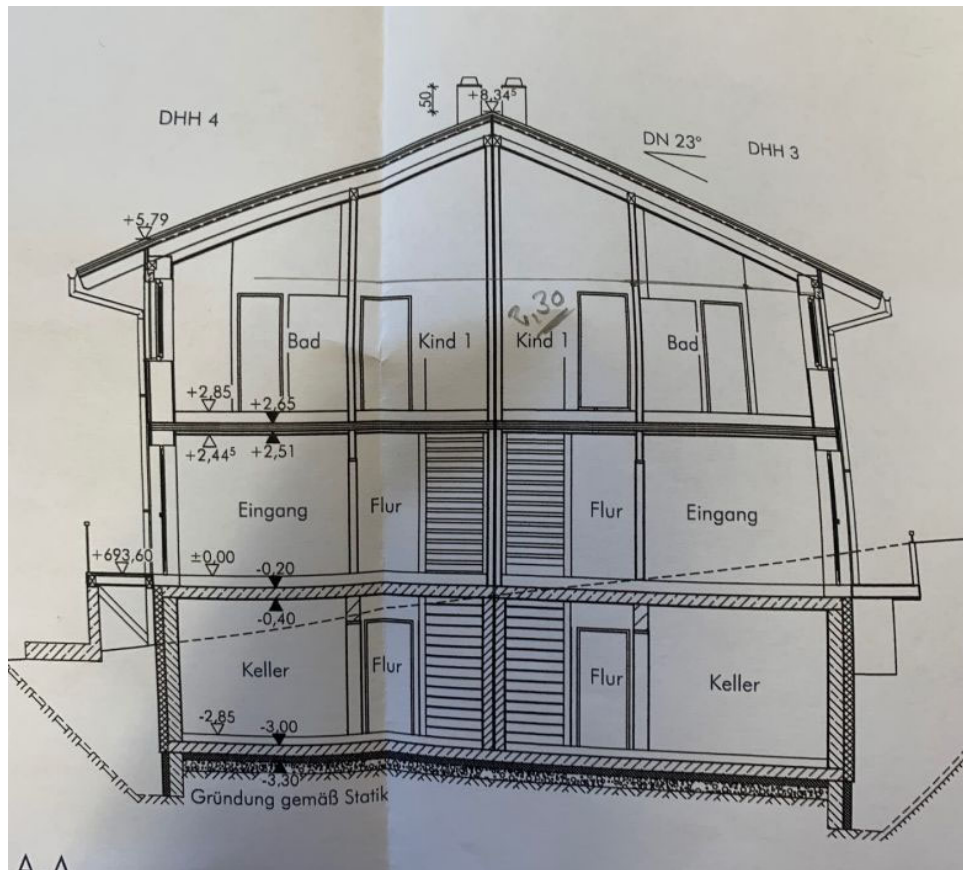 50
+8,34⁵
DHH 4
DN 23°
DHH 3
+5,79
2,30
Bad
Kind 1
Kind 1
Bad
+2,85
+2,65
+2,44⁵
+2,51
Eingang
Flur
Flur
Eingang
+693,60
±0,00
-0,20
-0,40
Keller
Flur
Flur
Keller
-2,85
-3,00
-3,30
Gründung gemäß Statik